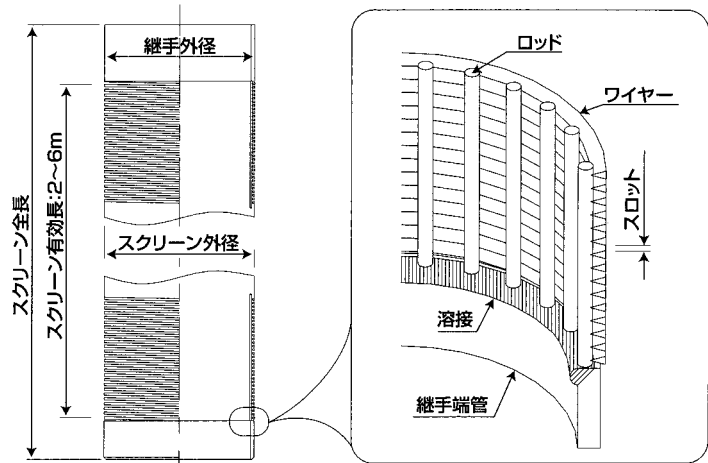 継手外径
スクリーン全長
スクリーン有効長:2〜6m
スクリーン外径
ロッド
ワイヤー
スロット
溶接
継手端管